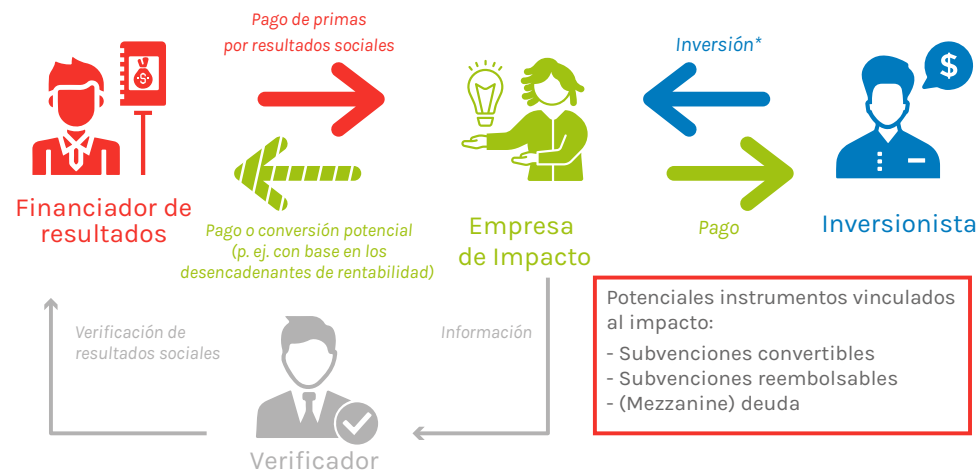 Pago de primas
por resultados sociales
Inversión*
$
$
Financiador de
resultados
Pago o conversión potencial
(p. ej. con base en los
desencadenantes de rentabilidad)
Empresa
de Impacto
Pago
Inversionista
Verificación de
resultados sociales
Información
Verificador
Potenciales instrumentos vinculados
al impacto:
- Subvenciones convertibles
- Subvenciones reembolsables
- (Mezzanine) deuda